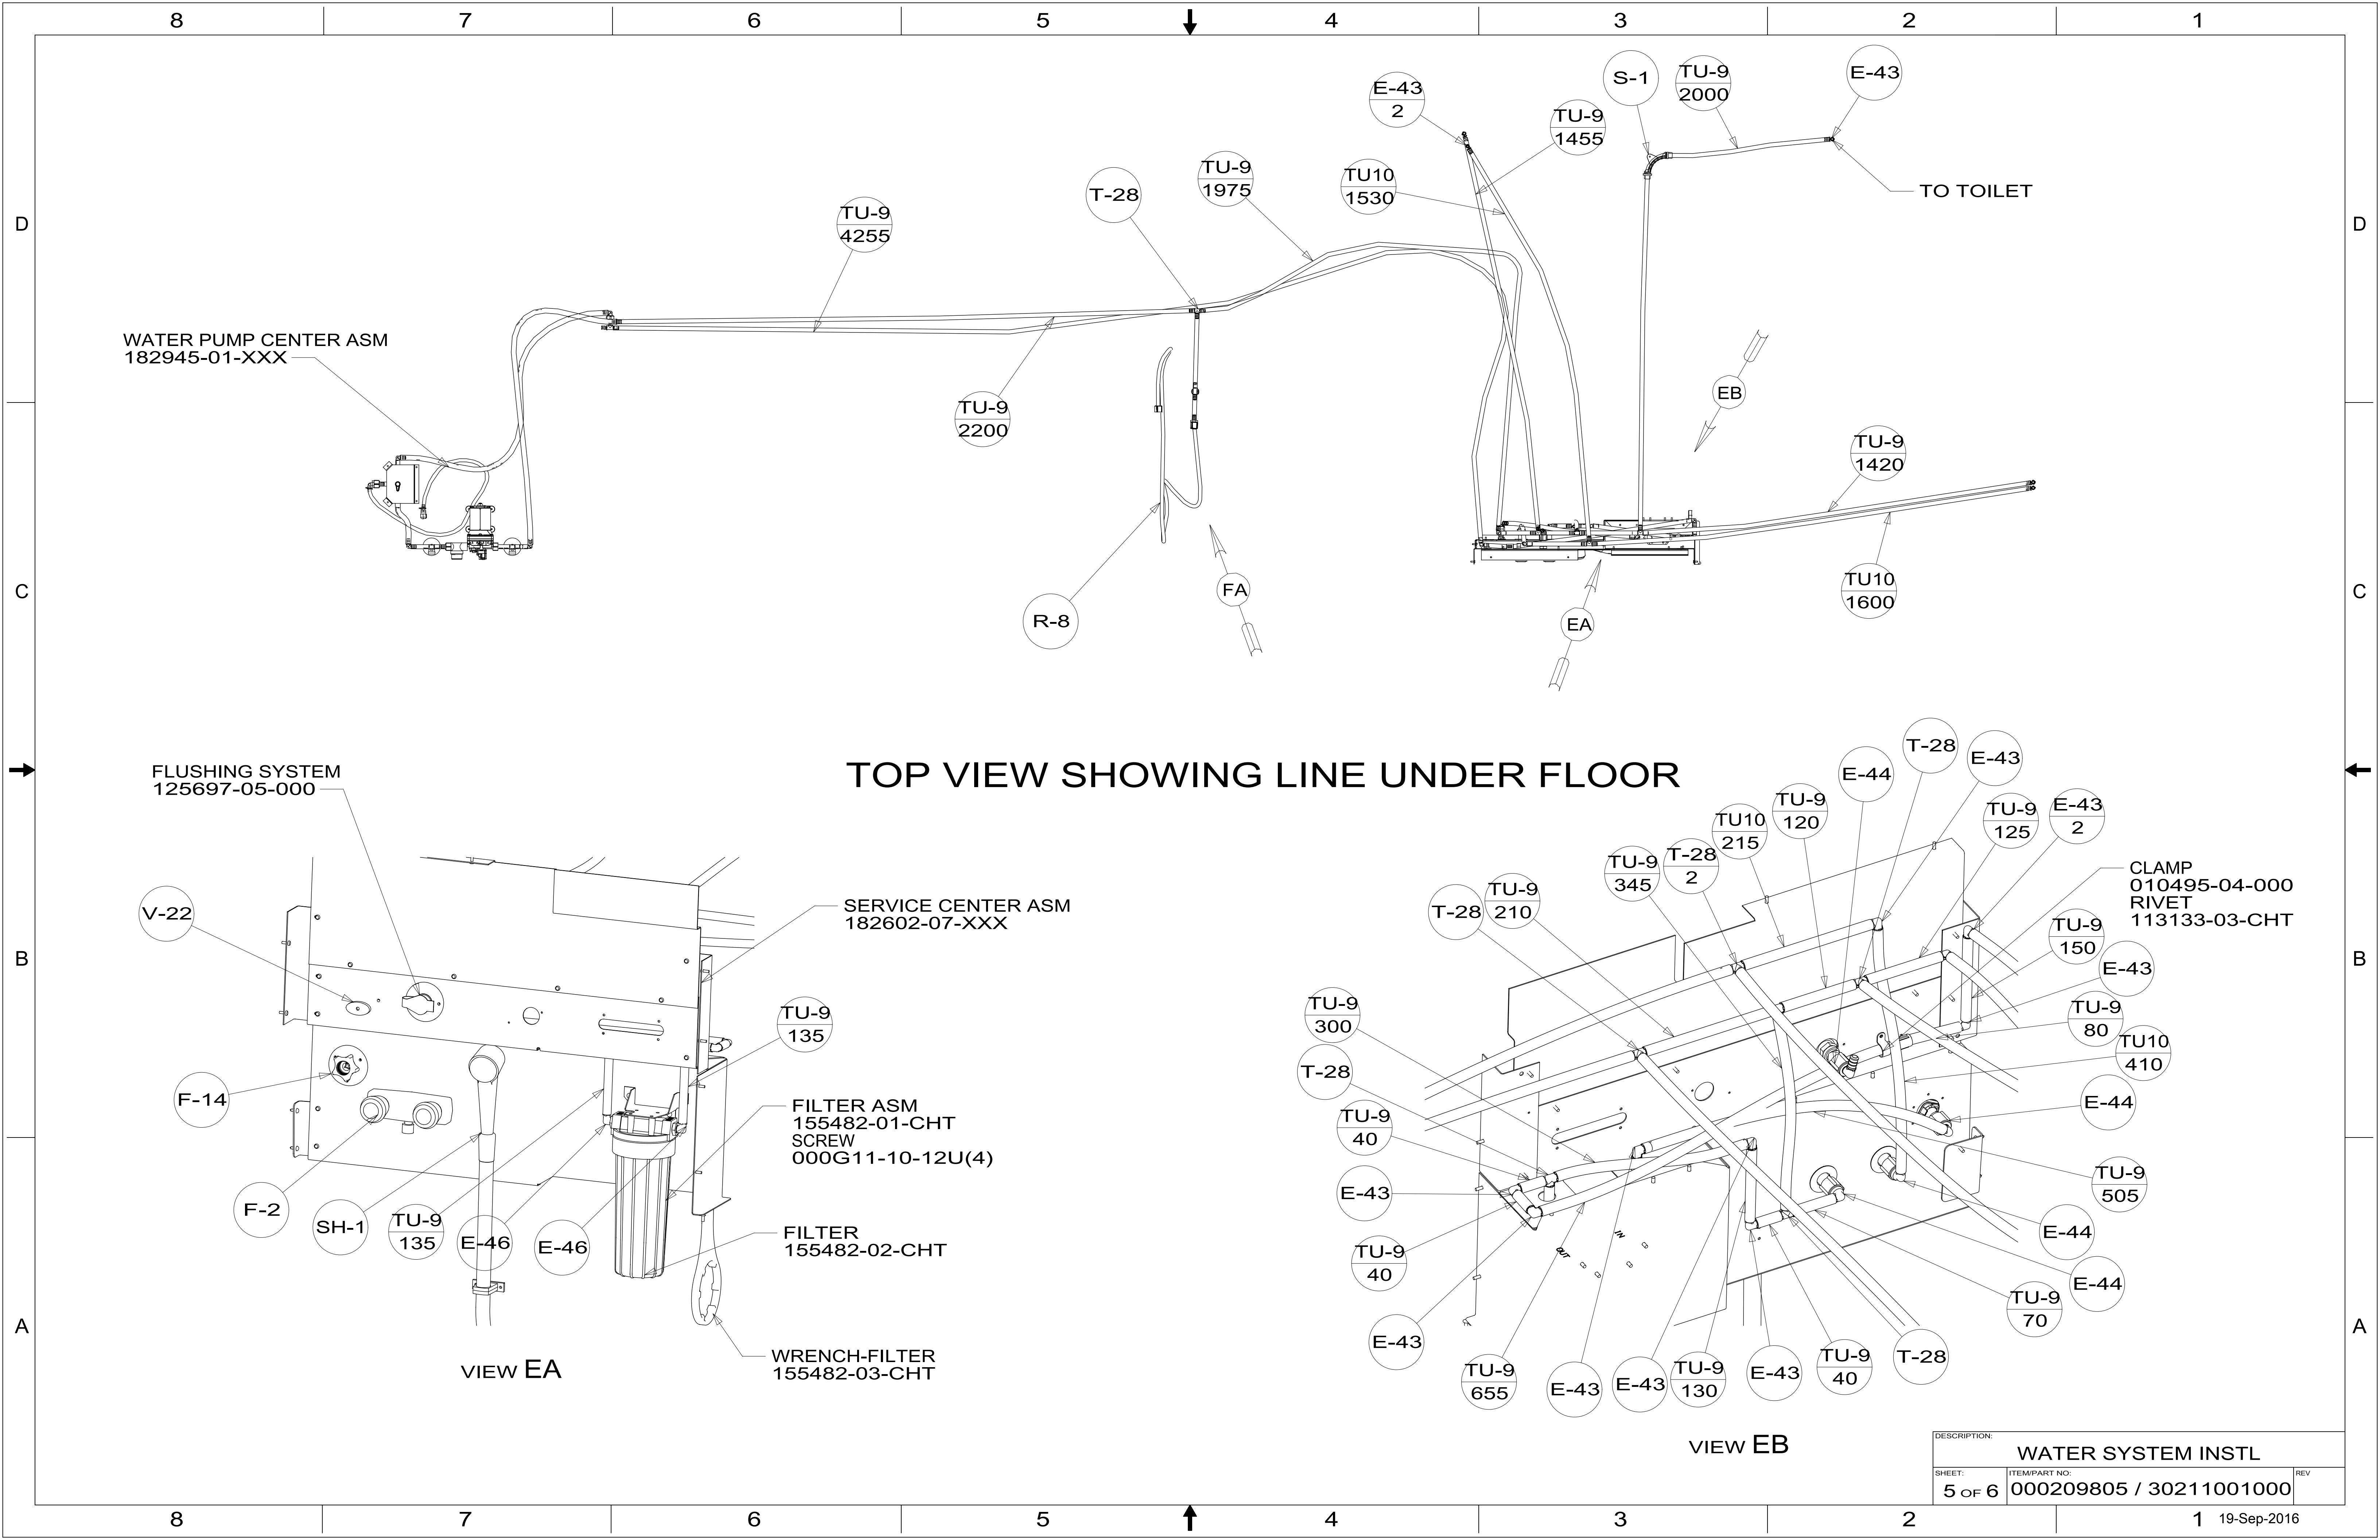 8 7 6 5 4 3 2 1
D
D
C
C
B
B
A
A
E-43
2
TU-9
1455
S-1
TU-9
2000
E-43
TO TOILET
TU-9
4255
T-28
TU-9
1975
TU10
1530
WATER PUMP CENTER ASM
182945-01-XXX
TU-9
2200
EB
TU-9
1420
TU10
1600
R-8
FA
EA
TOP VIEW SHOWING LINE UNDER FLOOR
FLUSHING SYSTEM
125697-05-000
V-22
SERVICE CENTER ASM
182602-07-XXX
TU-9
135
F-14
FILTER ASM
155482-01-CHT
SCREW
000G11-10-12U(4)
F-2
SH-1
TU-9
135
E-46
E-46
FILTER
155482-02-CHT
WRENCH-FILTER
155482-03-CHT
VIEW EA
T-28
E-43
E-44
TU-9
120
TU-9
125
E-43
2
TU10
215
T-28
2
TU-9
345
TU-9
210
T-28
CLAMP
010495-04-000
RIVET
113133-03-CHT
TU-9
150
E-43
TU-9
80
TU10
410
E-44
TU-9
505
E-44
E-44
TU-9
70
T-28
TU-9
300
T-28
TU-9
40
E-43
TU-9
40
E-43
TU-9
655
E-43
E-43
TU-9
130
E-43
TU-9
40
IN
OUT
VIEW EB
DESCRIPTION:
WATER SYSTEM INSTL
SHEET:
5 OF 6
ITEM/PART NO:
000209805 / 30211001000
REV
8 7 6 5 4 3 2 1
19-Sep-2016